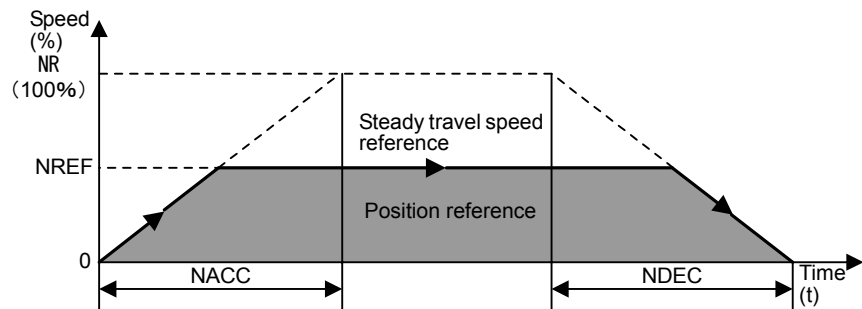 Speed
(%)
NR
(100%)
Steady travel speed
reference
NREF
Position reference
0
NACC
NDEC
Time
(t)